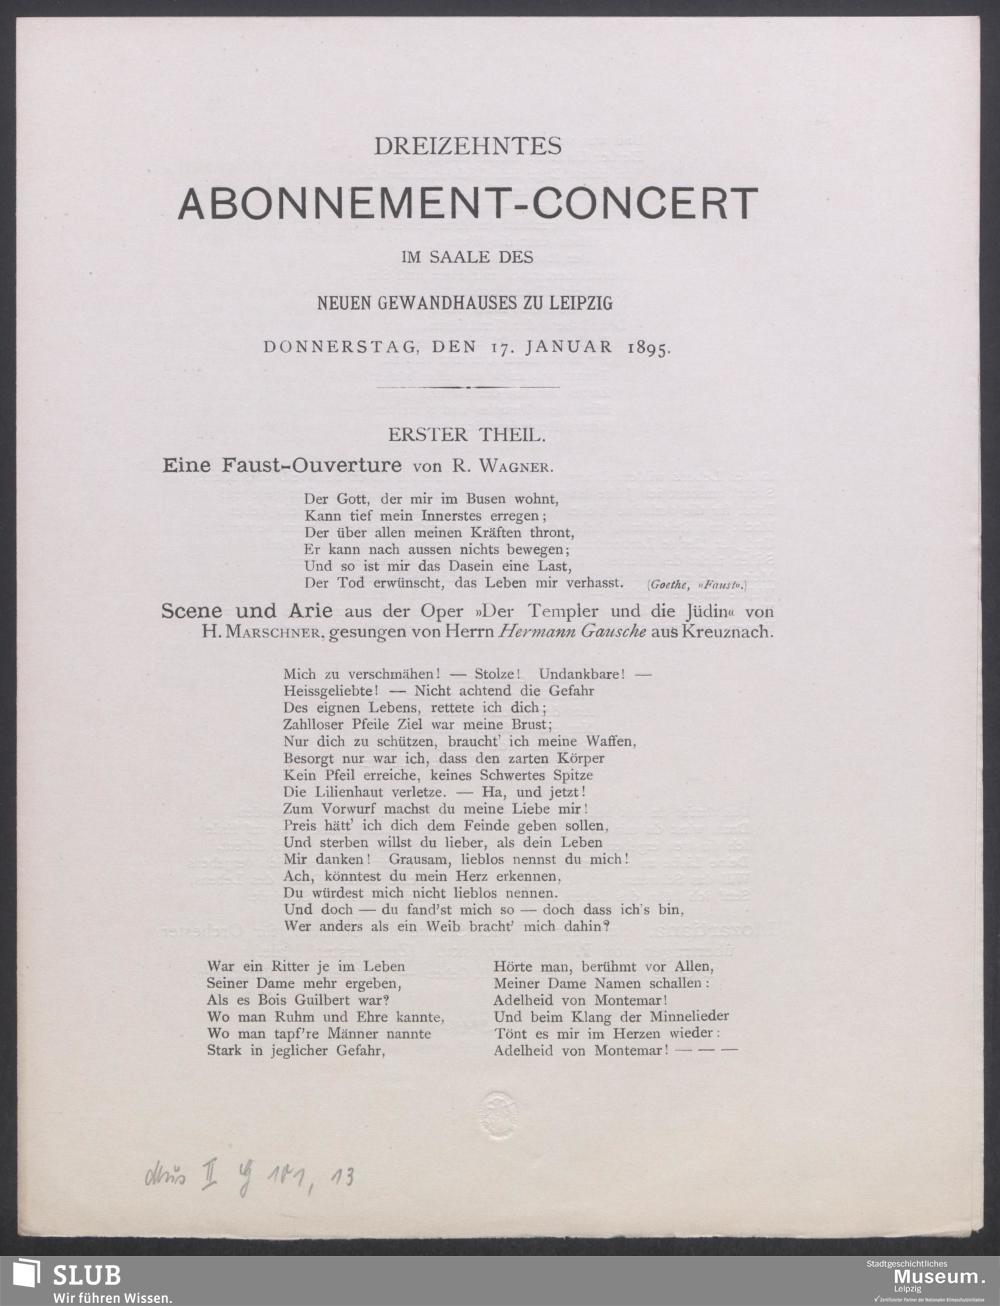 DREIZEHNTES
ABONNEMENT-CONCERT
IM SAALE DES
NEUEN GEWANDHAUSES ZU LEIPZIG
DONNERSTAG, DEN 17. JANUAR 1895.
ERSTER THEIL.
Eine Faust-Ouverture von R. Wagner.
Der Gott, der mir im Busen wohnt,
Kann tief mein Innerstes erregen;
Der über allen meinen Kräften thront,
Er kann nach aussen nichts bewegen;
Und so ist mir das Dasein eine Last,
Der Tod erwünscht, das Leben mir verhasst. (Goethe, »Faust«.)
Scene und Arie aus der Oper »Der Templer und die Jüdin« von
H. Marschner, gesungen von Herrn Hermann Gausche aus Kreuznach.
Mich zu verschmähen! — Stolze! Undankbare! —
Heissgeliebte! — Nicht achtend die Gefahr
Des eignen Lebens, rettete ich dich;
Zahlloser Pfeile Ziel war meine Brust;
Nur dich zu schützen, braucht' ich meine Waffen,
Besorgt nur war ich, dass den zarten Körper
Kein Pfeil erreiche, keines Schwertes Spitze
Die Lilienhaut verletze. — Ha, und jetzt!
Zum Vorwurf machst du meine Liebe mir!
Preis hätt' ich dich dem Feinde geben sollen,
Und sterben willst du lieber, als dein Leben
Mir danken! Grausam, lieblos nennst du mich!
Ach, könntest du mein Herz erkennen,
Du würdest mich nicht lieblos nennen.
Und doch — du fand'st mich so — doch dass ich's bin,
Wer anders als ein Weib bracht' mich dahin?
War ein Ritter je im Leben
Seiner Dame mehr ergeben,
Als es Bois Guilbert war?
Wo man Ruhm und Ehre kannte,
Wo man tapf're Männer nannte
Stark in jeglicher Gefahr,
Hörte man, berühmt vor Allen,
Meiner Dame Namen schallen:
Adelheid von Montemar!
Und beim Klang der Minnelieder
Tönt es mir im Herzen wieder:
Adelheid von Montemar! — — —
Mus II G 101, 13
SLUB
Wir führen Wissen.
Stadtgeschichtliches
Museum.
Leipzig
✓ Zertifizierter Partner der Nationalen Klimaschutzinitiative